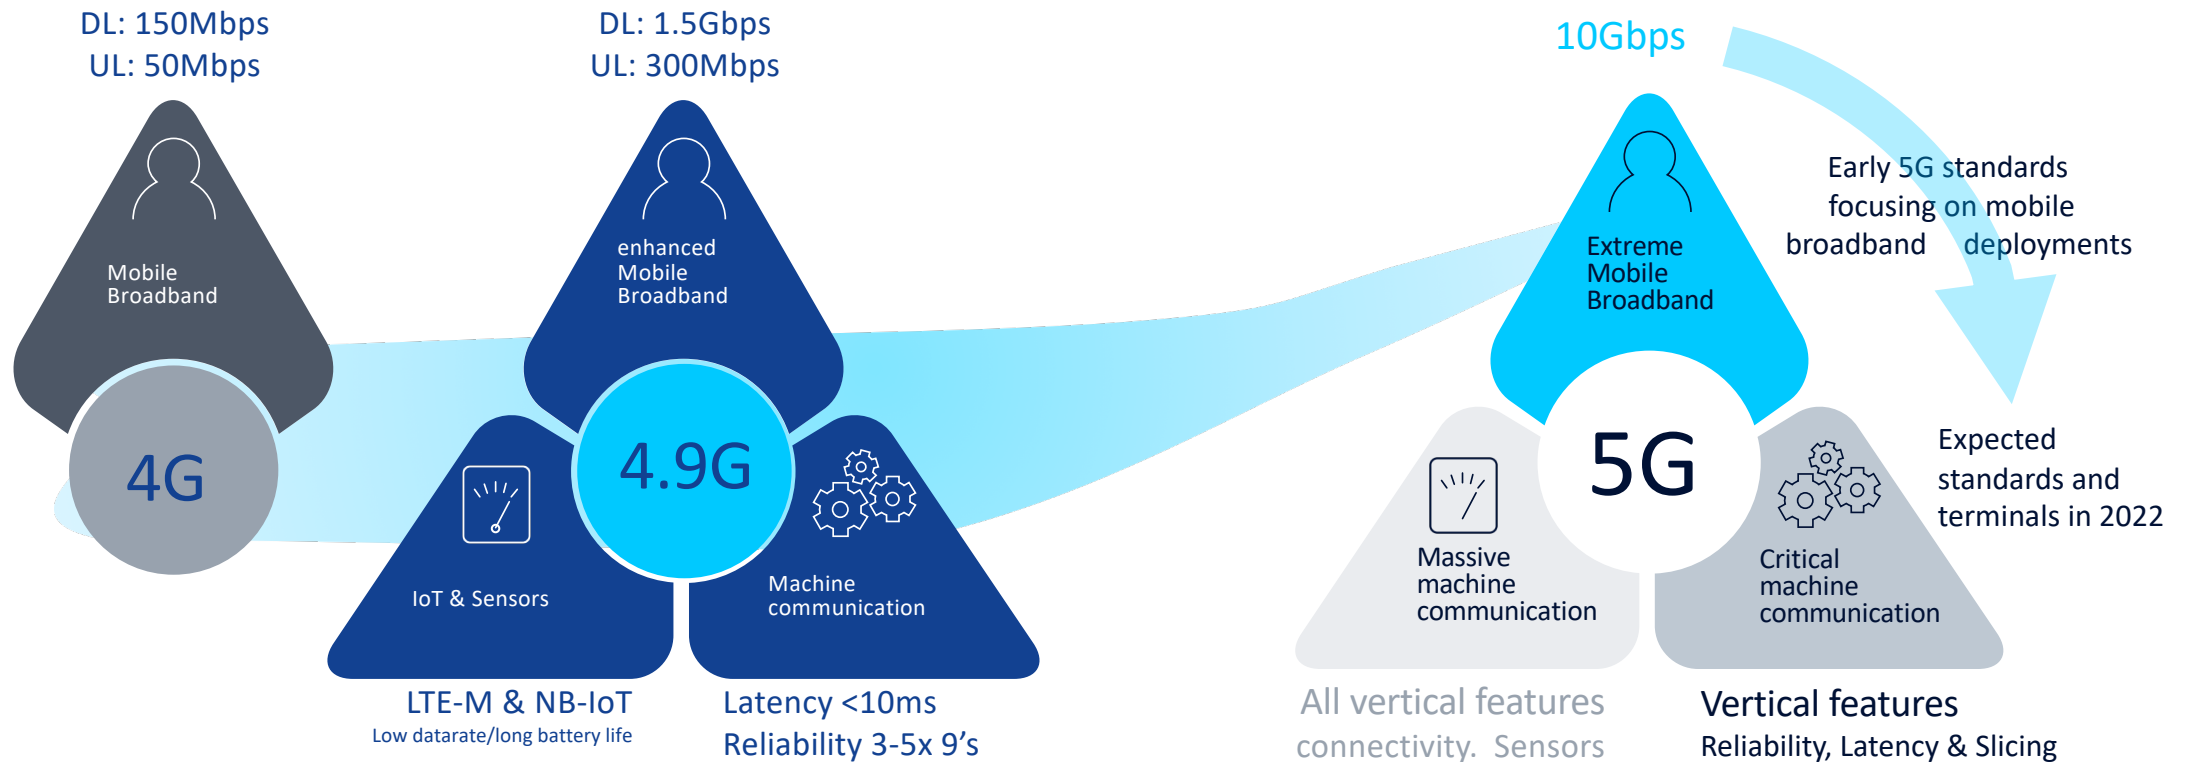 DL: 150Mbps
UL: 50Mbps
Mobile
Broadband
4G
DL: 1.5Gbps
UL: 300Mbps
enhanced
Mobile
Broadband
4.9G
IoT & Sensors
Machine
communication
LTE-M & NB-IoT
Low datarate/long battery life
Latency <10ms
Reliability 3-5x 9’s
10Gbps
Extreme
Mobile
Broadband
5G
Massive
machine
communication
Critical
machine
communication
All vertical features
connectivity. Sensors
Vertical features
Reliability, Latency & Slicing
Early 5G standards
focusing on mobile
broadband deployments
Expected
standards and
terminals in 2022